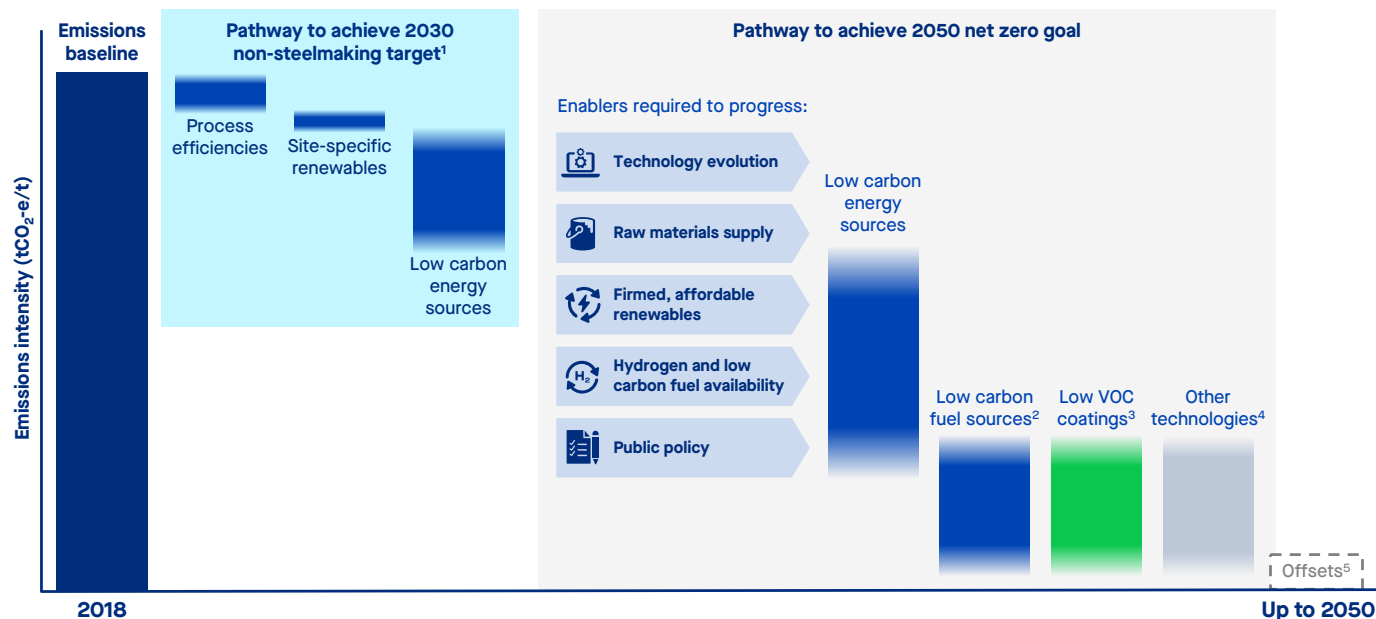 Emissions
baseline
Pathway to achieve 2030
non-steelmaking target¹
Pathway to achieve 2050 net zero goal
Emissions intensity (tCO₂-e/t)
Process
efficiencies
Site-specific
renewables
Low carbon
energy
sources
Enablers required to progress:
Technology evolution
Raw materials supply
Firmed, affordable
renewables
H₂
Hydrogen and low
carbon fuel availability
Public policy
Low carbon
energy
sources
Low carbon
fuel sources²
Low VOC
coatings³
Other
technologies⁴
Offsets⁵
2018
Up to 2050